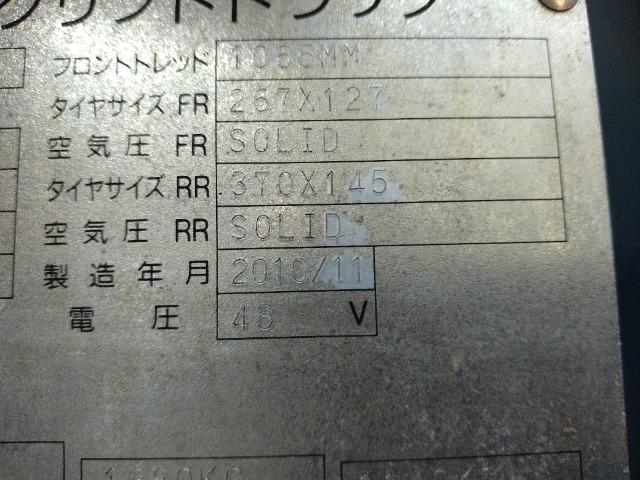 フロントトレッド 1066MM
タイヤサイズ FR 267X127
空気圧 FR SOLID
タイヤサイズ RR 370X145
空気圧 RR SOLID
製造年月 2010/11
電圧 48 V